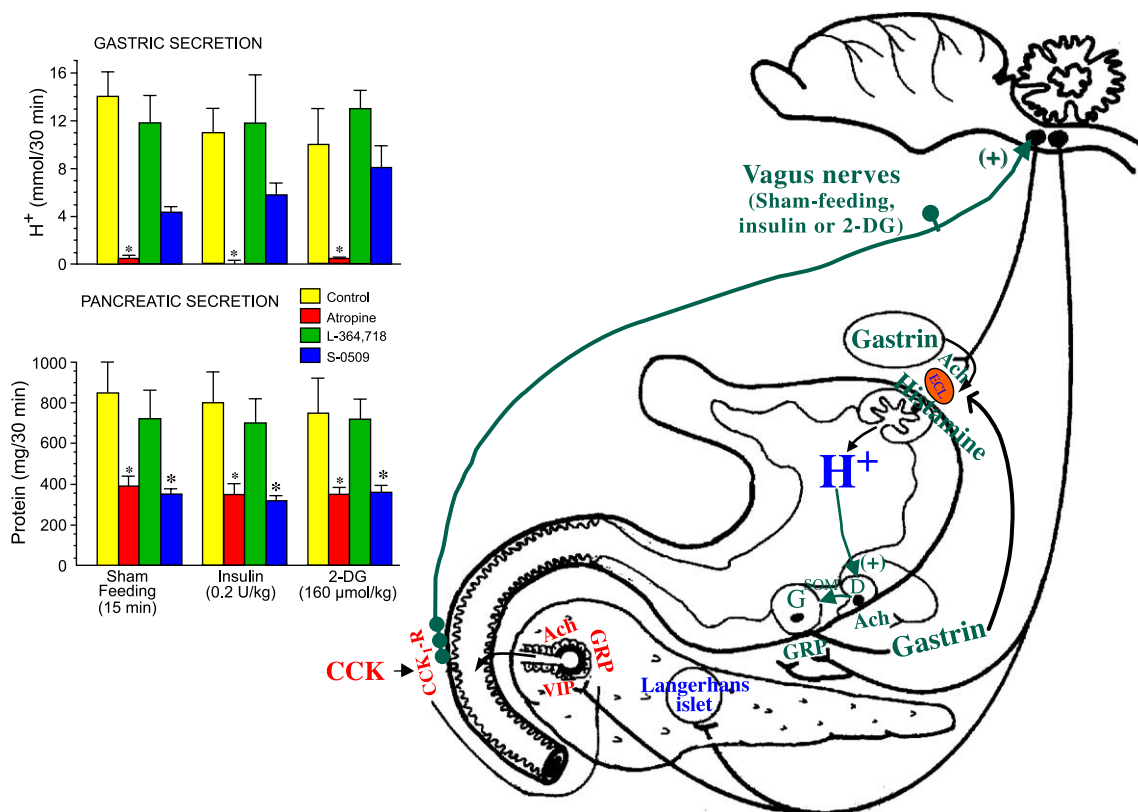 GASTRIC SECRETION
H+ (mmol/30 min)
16
12
8
4
0
*
*
*
PANCREATIC SECRETION
Control
Atropine
L-364,718
S-0509
Protein (mg/30 min)
1000
800
600
400
200
0
*
*
*
*
*
*
Sham
Feeding
(15 min)
Insulin
(0.2 U/kg)
2-DG
(160 µmol/kg)
(+)
Vagus nerves
(Sham-feeding,
insulin or 2-DG)
Gastrin
Ach
ECL
Histamine
H+
(+)
SOM
D
G
Ach
GRP
Gastrin
CCK
CCK1-R
Ach
GRP
VIP
Langerhans
islet